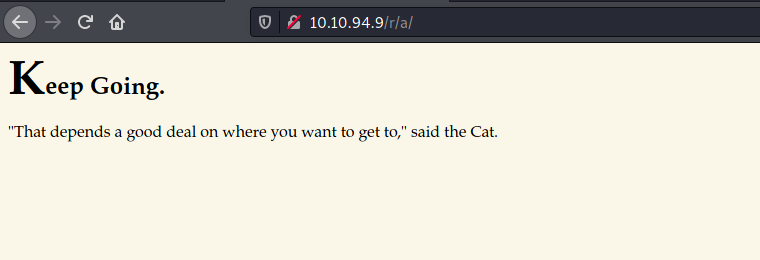 10.10.94.9/r/a/
Keep Going.
"That depends a good deal on where you want to get to," said the Cat.